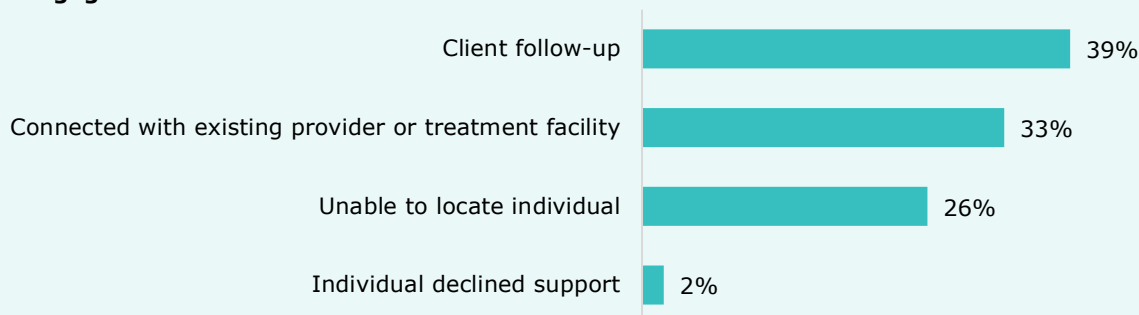 Client follow-up 39%
Connected with existing provider or treatment facility 33%
Unable to locate individual 26%
Individual declined support 2%